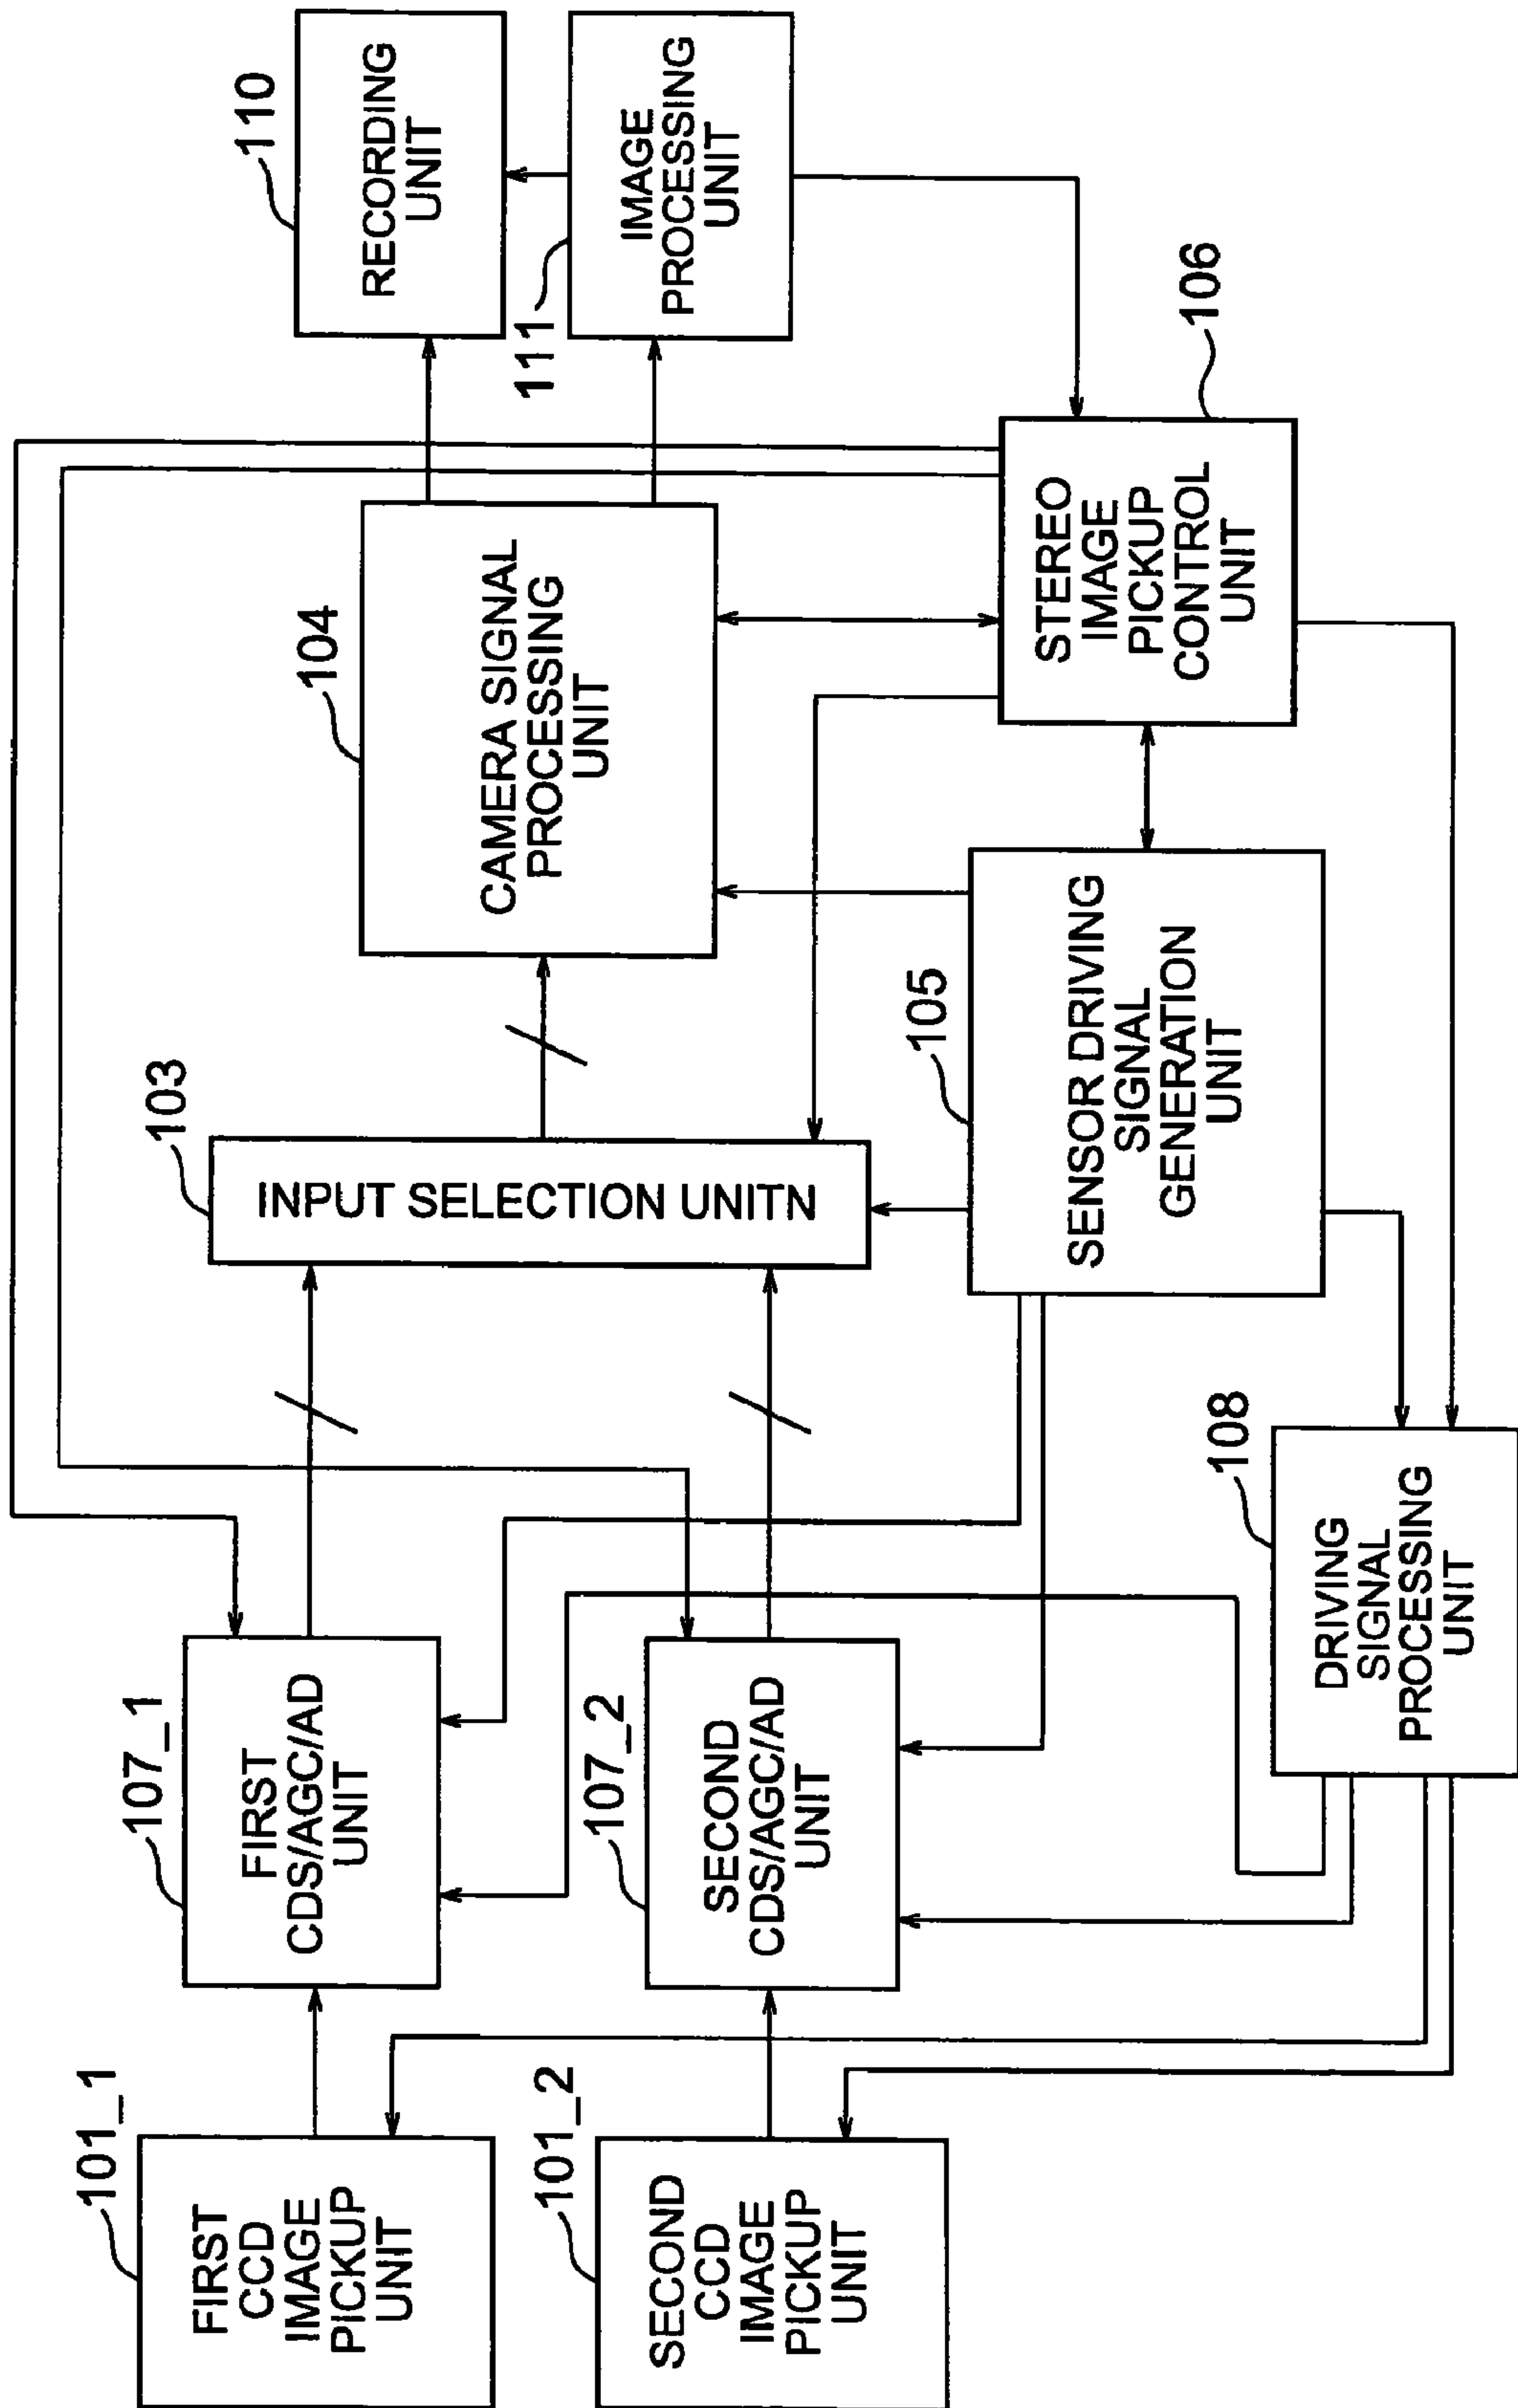 101_1
FIRST
CCD
IMAGE
PICKUP
UNIT
107_1
FIRST
CDS/AGC/AD
UNIT
103
INPUT SELECTION UNITN
104
CAMERA SIGNAL
PROCESSING
UNIT
110
RECORDING
UNIT
111
IMAGE
PROCESSING
UNIT
101_2
SECOND
CCD
IMAGE
PICKUP
UNIT
107_2
SECOND
CDS/AGC/AD
UNIT
105
SENSOR DRIVING
SIGNAL
GENERATION
UNIT
106
STEREO
IMAGE
PICKUP
CONTROL
UNIT
108
DRIVING
SIGNAL
PROCESSING
UNIT